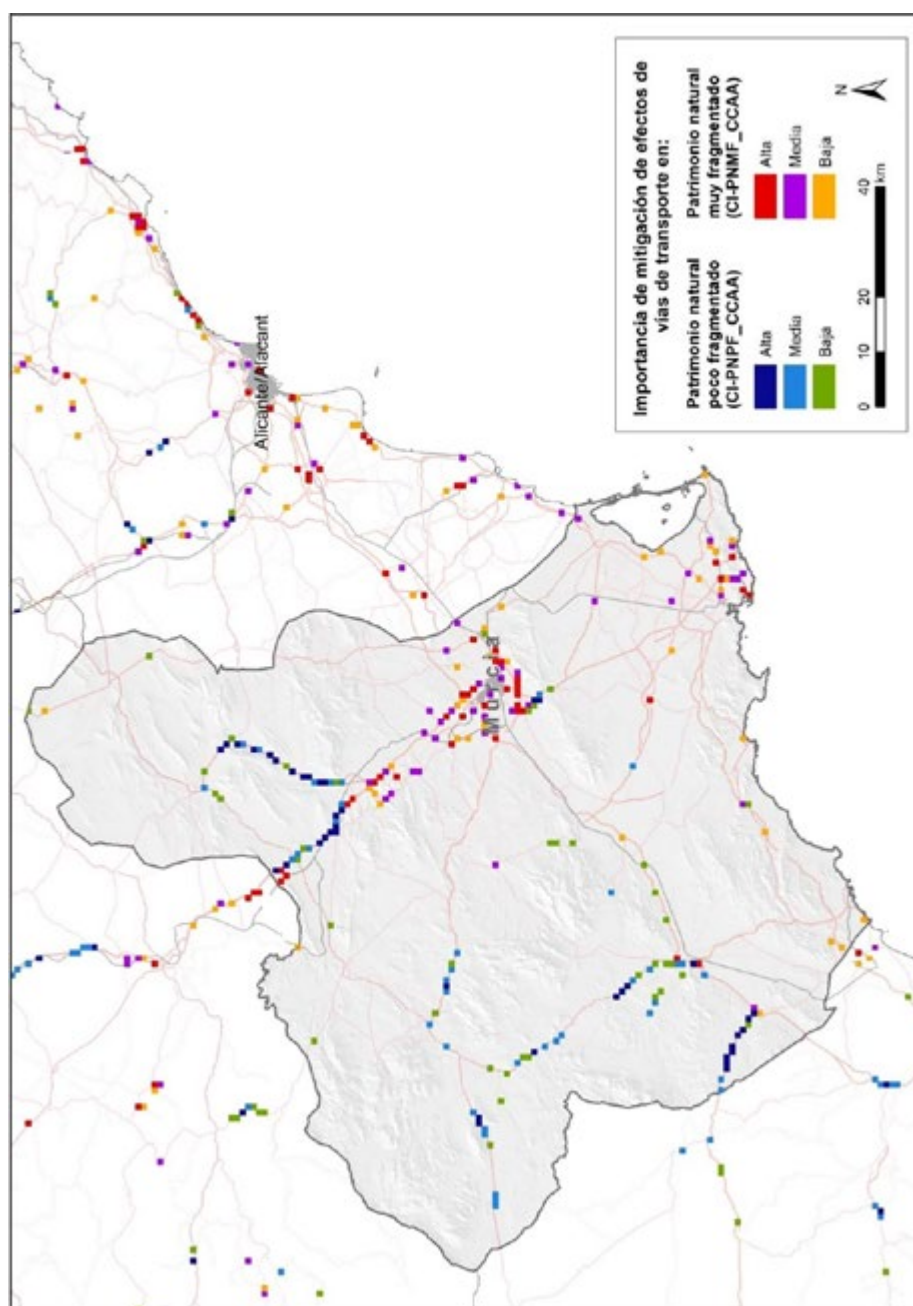 Alicante/Alacant
Murcia
Importancia de mitigación de efectos de
vías de transporte en:
Patrimonio natural
poco fragmentado
(CI-PNPF_CCAA)
Alta
Media
Baja
Patrimonio natural
muy fragmentado
(CI-PNMF_CCAA)
Alta
Media
Baja
0 10 20 40
km
N